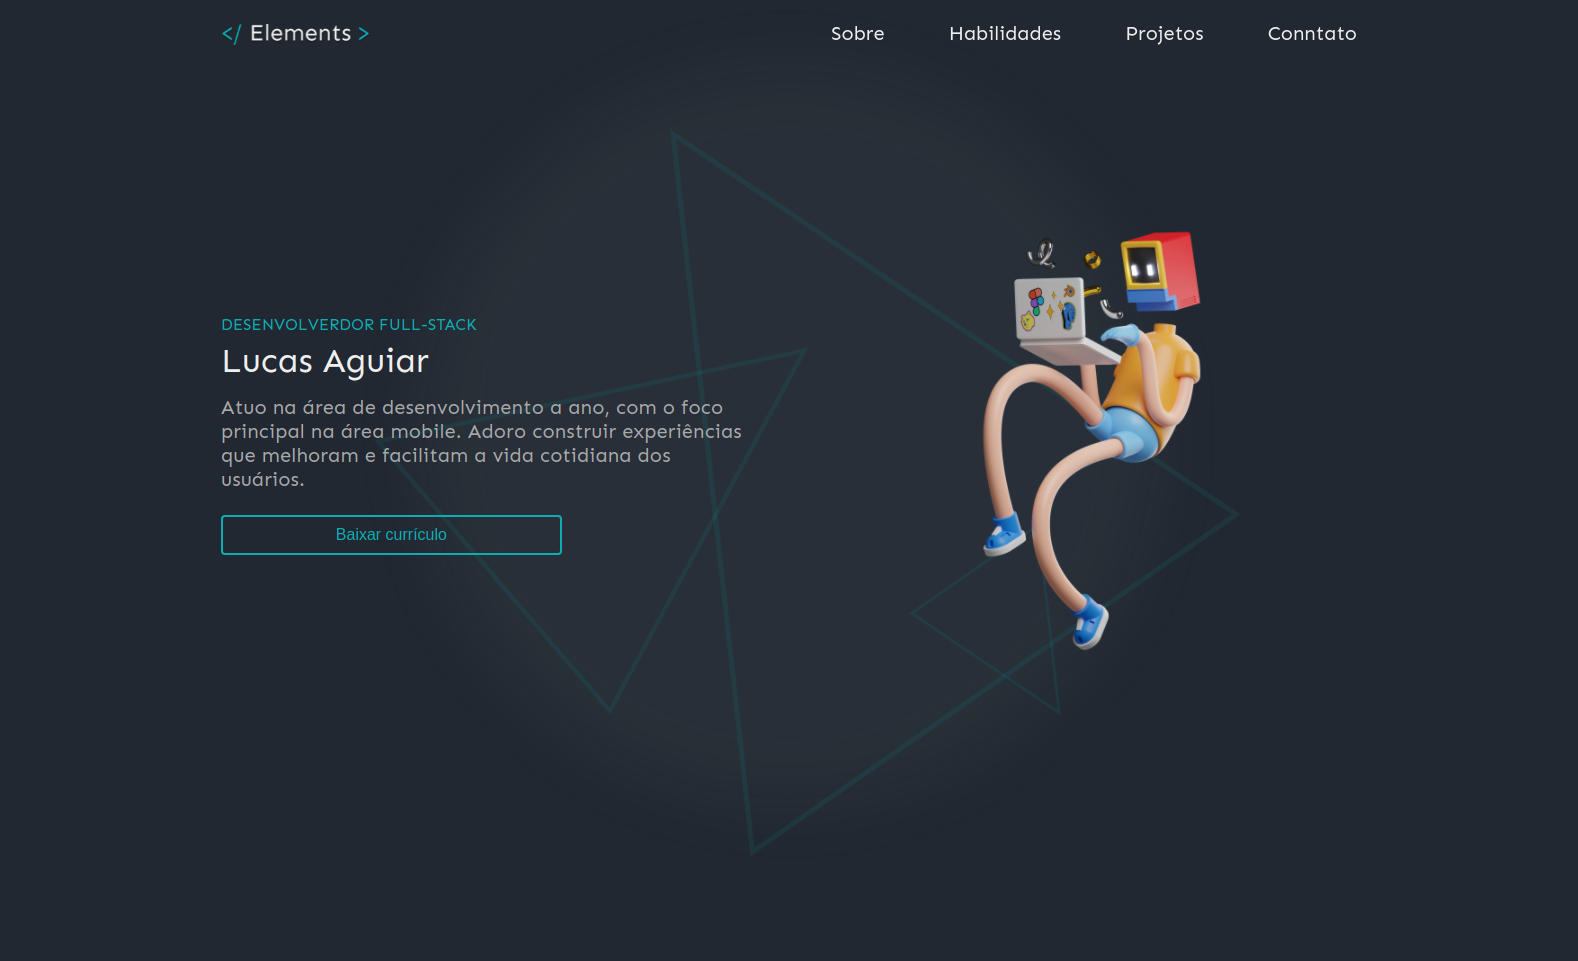 </ Elements >
Sobre Habilidades Projetos Conntato
DESENVOLVERDOR FULL-STACK
Lucas Aguiar
Atuo na área de desenvolvimento a ano, com o foco
principal na área mobile. Adoro construir experiências
que melhoram e facilitam a vida cotidiana dos
usuários.
Baixar currículo